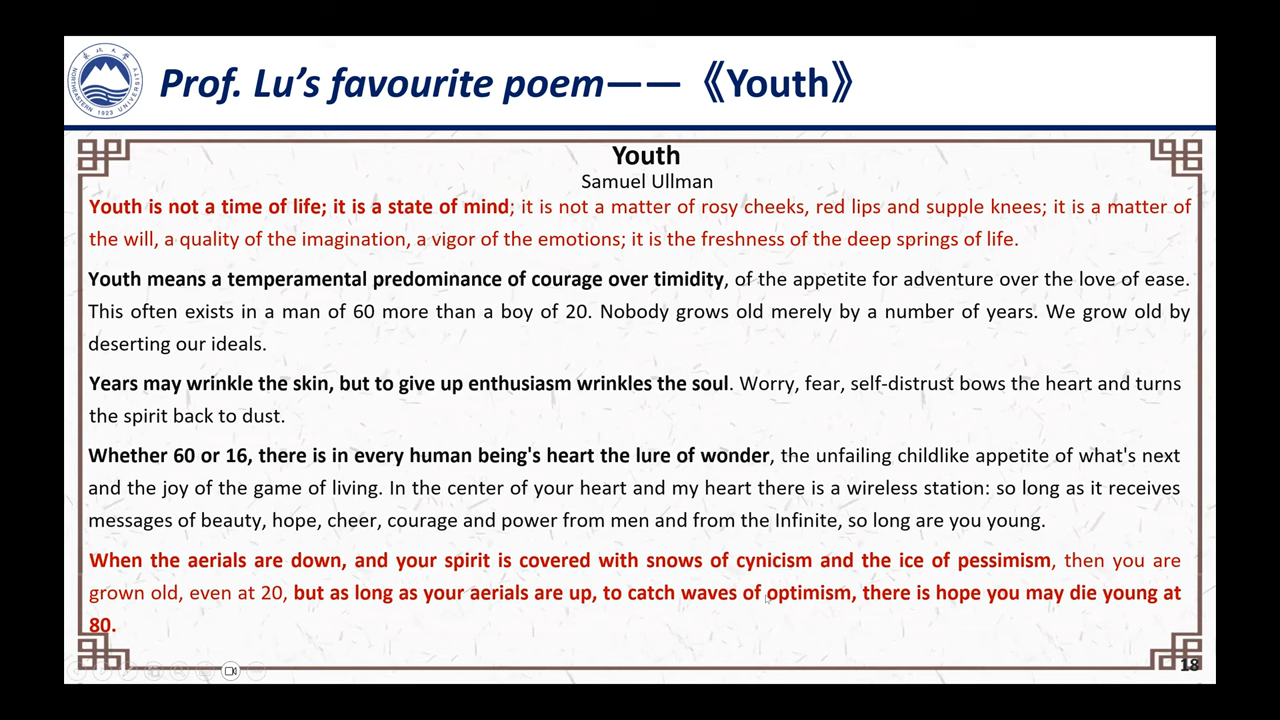 东北大学
NORTHEASTERN UNIVERSITY
1923
Prof. Lu’s favourite poem——《Youth》
Youth
Samuel Ullman
Youth is not a time of life; it is a state of mind; it is not a matter of rosy cheeks, red lips and supple knees; it is a matter of
the will, a quality of the imagination, a vigor of the emotions; it is the freshness of the deep springs of life.
Youth means a temperamental predominance of courage over timidity, of the appetite for adventure over the love of ease.
This often exists in a man of 60 more than a boy of 20. Nobody grows old merely by a number of years. We grow old by
deserting our ideals.
Years may wrinkle the skin, but to give up enthusiasm wrinkles the soul. Worry, fear, self-distrust bows the heart and turns
the spirit back to dust.
Whether 60 or 16, there is in every human being's heart the lure of wonder, the unfailing childlike appetite of what's next
and the joy of the game of living. In the center of your heart and my heart there is a wireless station: so long as it receives
messages of beauty, hope, cheer, courage and power from men and from the Infinite, so long are you young.
When the aerials are down, and your spirit is covered with snows of cynicism and the ice of pessimism, then you are
grown old, even at 20, but as long as your aerials are up, to catch waves of optimism, there is hope you may die young at
80.
18